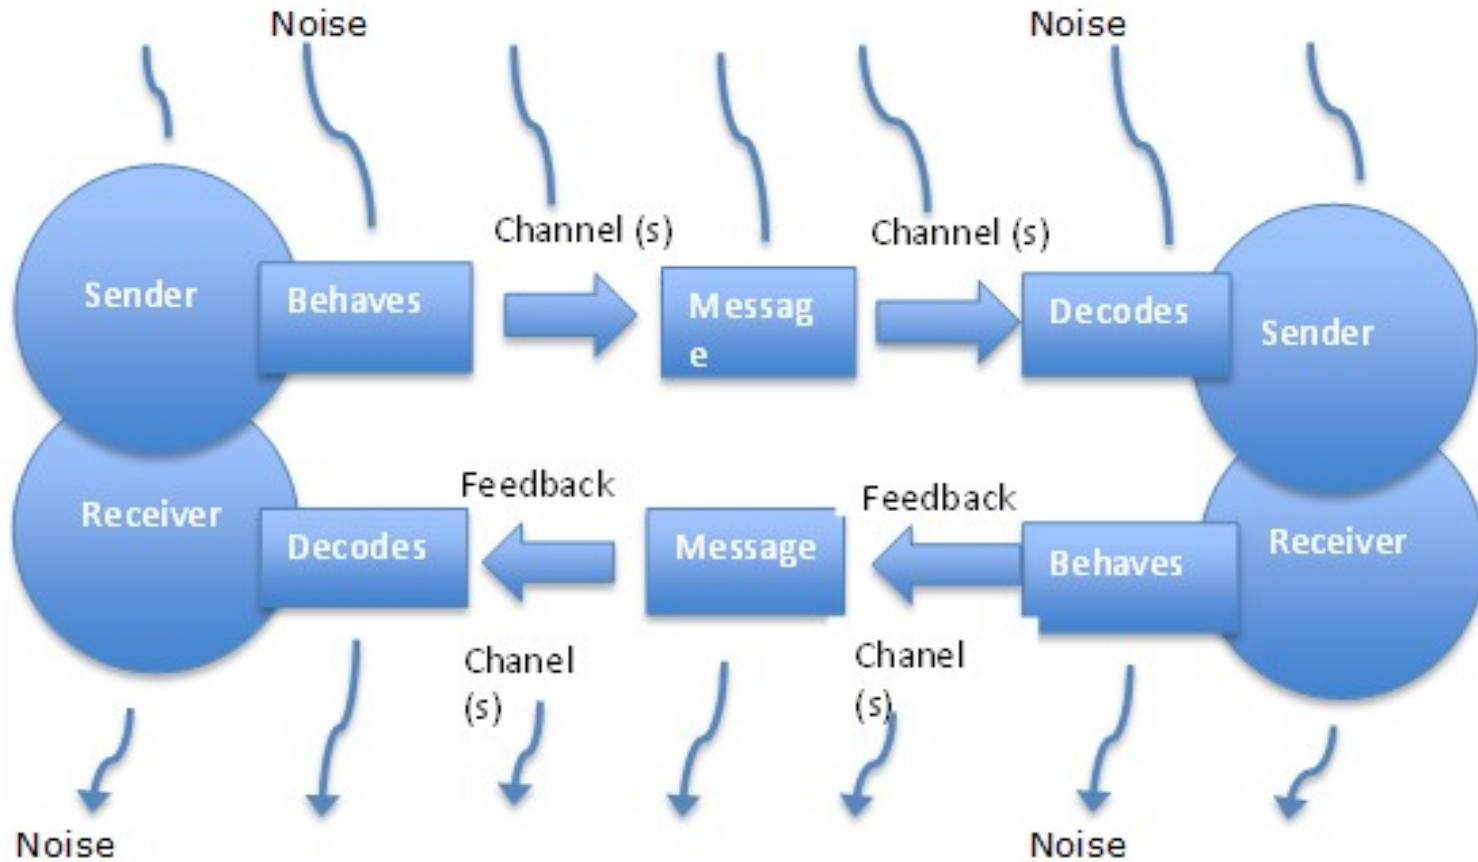 Noise
Noise
Channel (s)
Channel (s)
Sender
Behaves
Messag
e
Decodes
Sender
Feedback
Feedback
Receiver
Decodes
Message
Behaves
Receiver
Chanel
(s)
Chanel
(s)
Noise
Noise